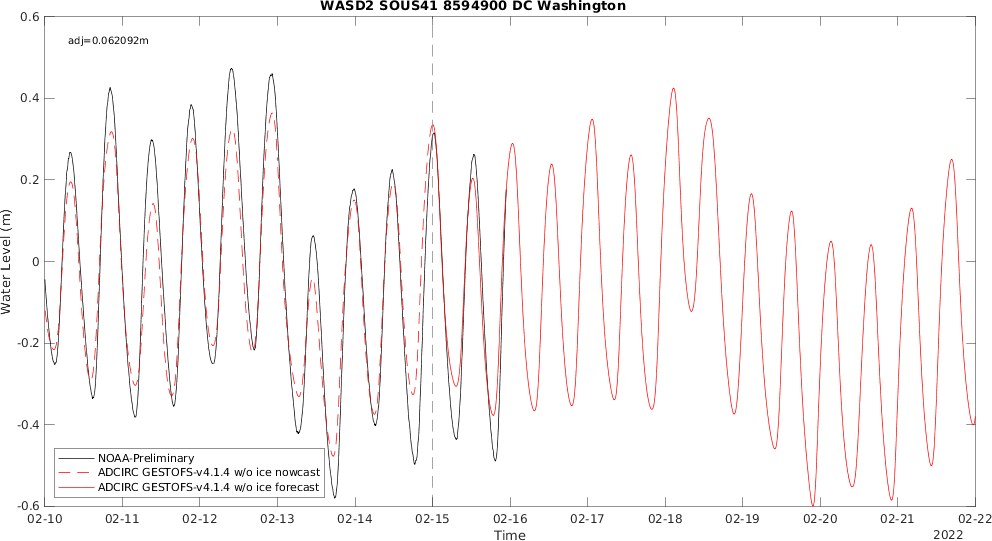 WASD2 SOUS41 8594900 DC Washington
adj=0.062092m
0.6
0.4
0.2
0
-0.2
-0.4
-0.6
Water Level (m)
NOAA-Preliminary
ADCIRC GESTOFS-v4.1.4 w/o ice nowcast
ADCIRC GESTOFS-v4.1.4 w/o ice forecast
02-10 02-11 02-12 02-13 02-14 02-15 02-16 02-17 02-18 02-19 02-20 02-21 02-22
Time
2022